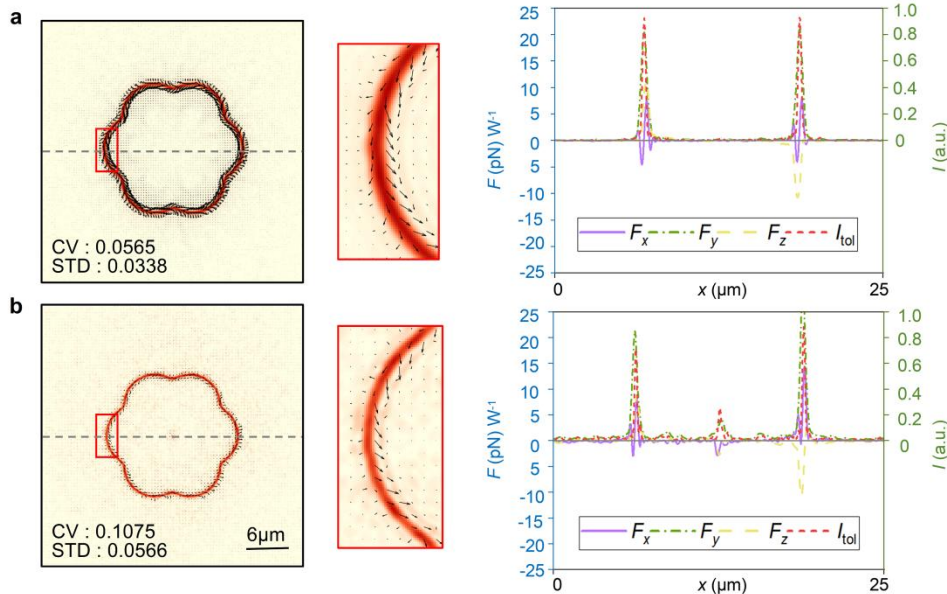 a
CV : 0.0565
STD : 0.0338
F (pN) W⁻¹
25
20
15
10
5
0
-5
-10
-15
-20
-25
1.0
0.8
0.6
0.4
0.2
0
I (a.u.)
Fx Fy Fz Itol
0 25
x (µm)
b
CV : 0.1075
STD : 0.0566
6µm
F (pN) W⁻¹
25
20
15
10
5
0
-5
-10
-15
-20
-25
1.0
0.8
0.6
0.4
0.2
0
I (a.u.)
Fx Fy Fz Itol
0 25
x (µm)